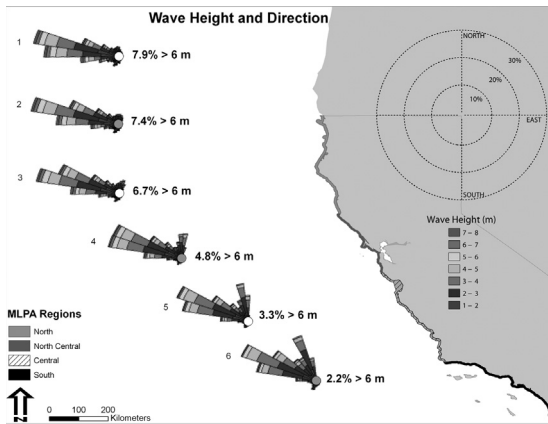 Wave Height and Direction
1
7.9% > 6 m
2
7.4% > 6 m
3
6.7% > 6 m
4
4.8% > 6 m
5
3.3% > 6 m
6
2.2% > 6 m
NORTH
30%
20%
10%
EAST
SOUTH
Wave Height (m)
7 – 8
6 – 7
5 – 6
4 – 5
3 – 4
2 – 3
1 – 2
MLPA Regions
North
North Central
Central
South
N
0 50 100 200
Kilometers